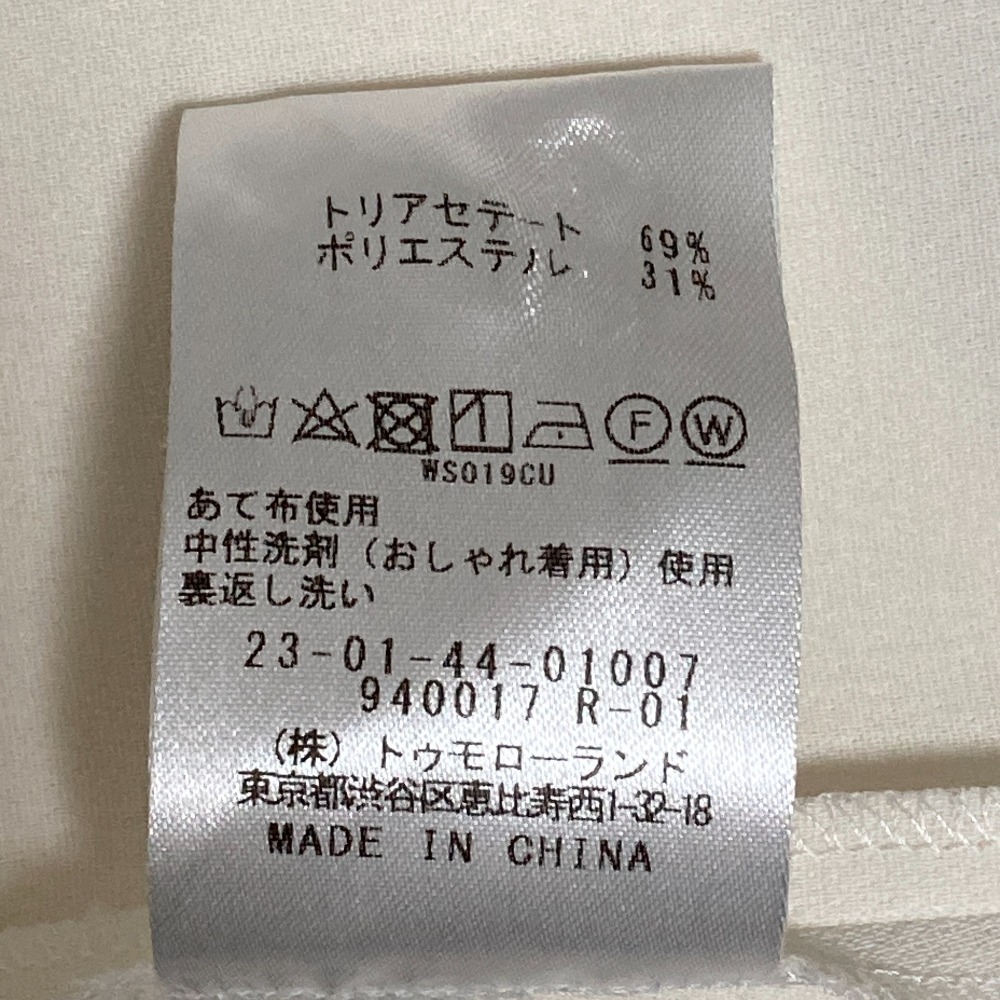 トリアセテート 69%
ポリエステル 31%
F W
WS019CU
あて布使用
中性洗剤（おしゃれ着用）使用
裏返し洗い
23-01-44-01007
940017 R-01
（株）トゥモローランド
東京都渋谷区恵比寿西1-32-18
MADE IN CHINA